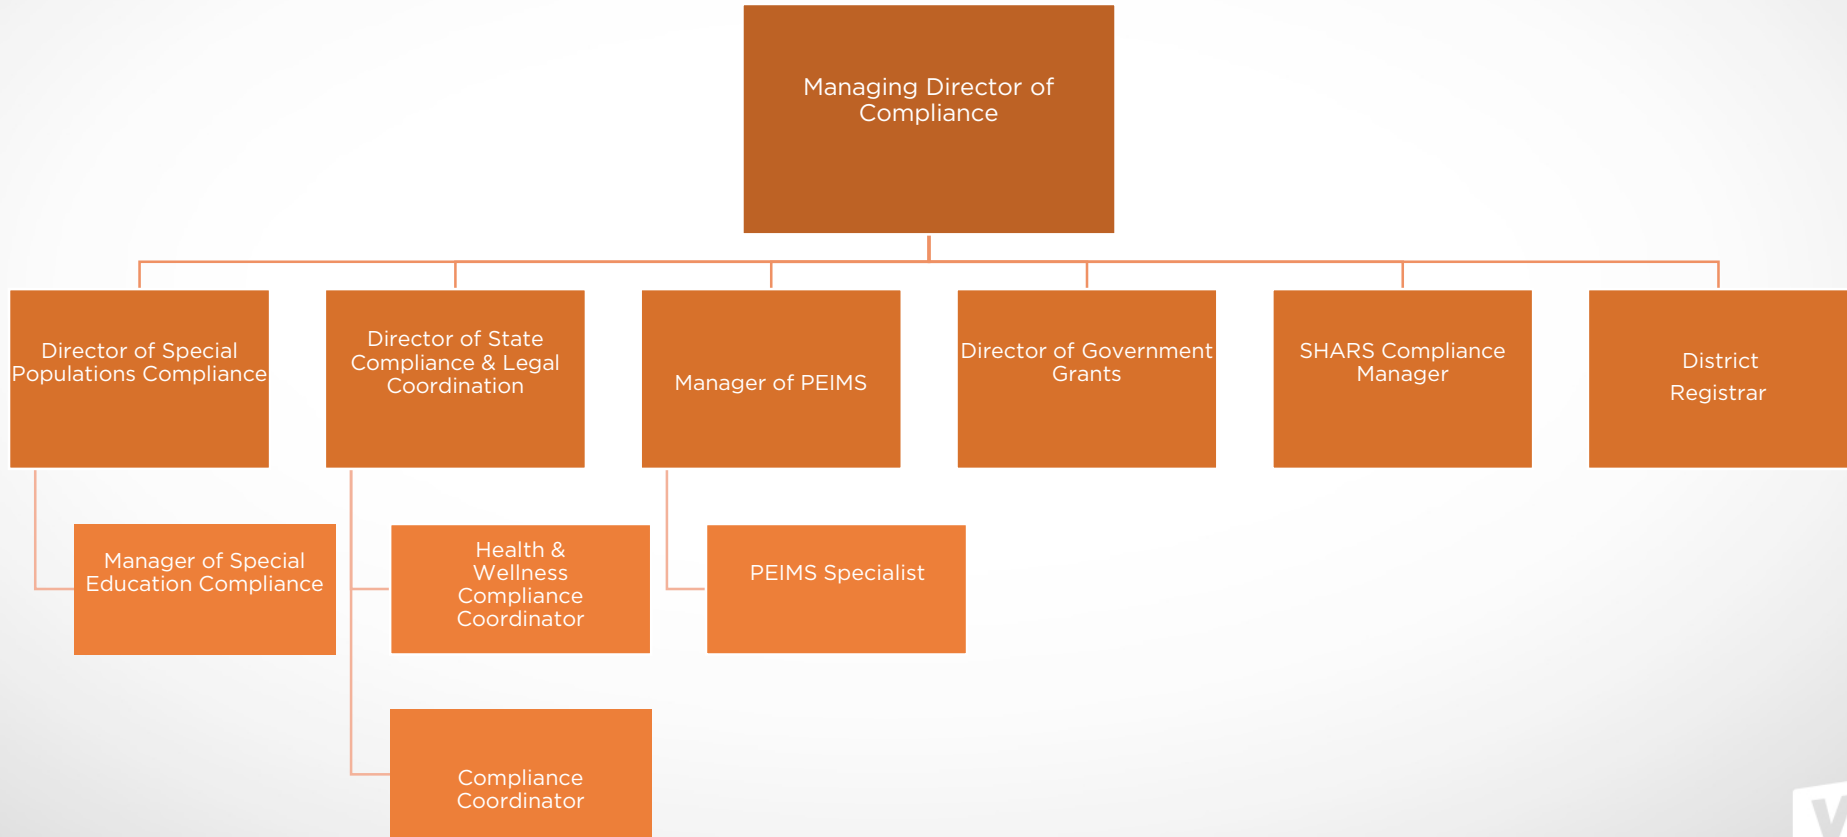 Managing Director of
Compliance
Director of Special
Populations Compliance
Director of State
Compliance & Legal
Coordination
Manager of PEIMS
Director of Government
Grants
SHARS Compliance
Manager
District
Registrar
Manager of Special
Education Compliance
Health &
Wellness
Compliance
Coordinator
PEIMS Specialist
Compliance
Coordinator